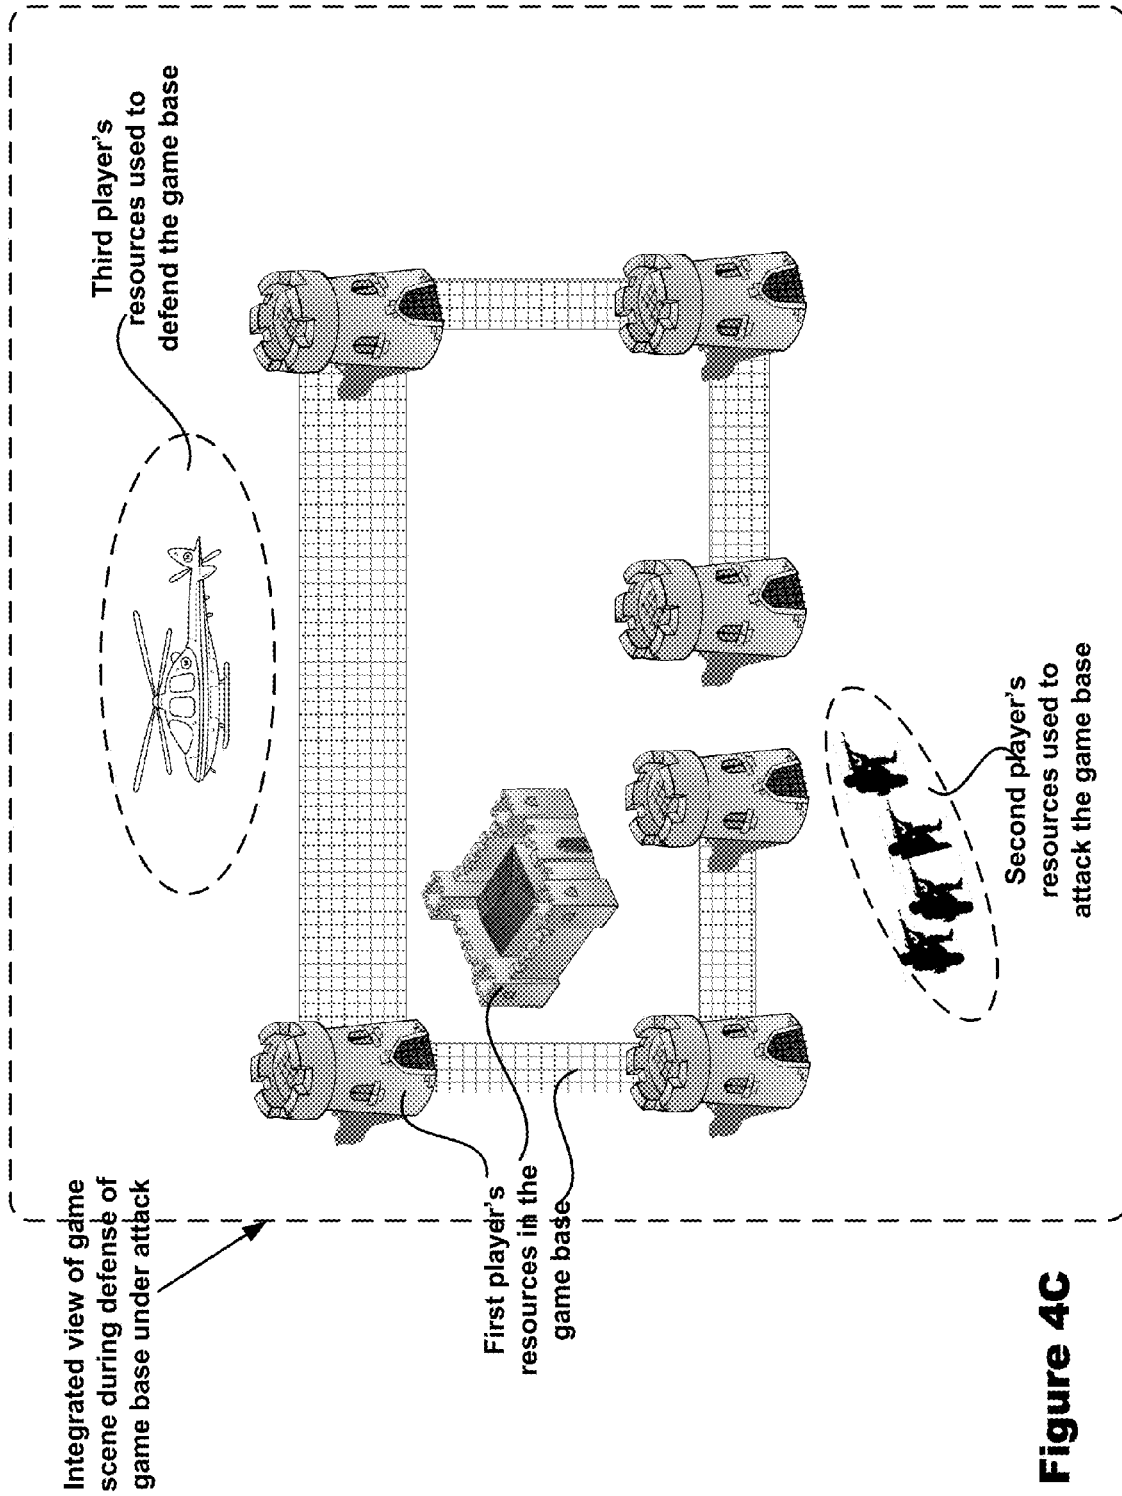 Integrated view of game
scene during defense of
game base under attack
Third player's
resources used to
defend the game base
First player's
resources in the
game base
Second player's
resources used to
attack the game base
Figure 4C